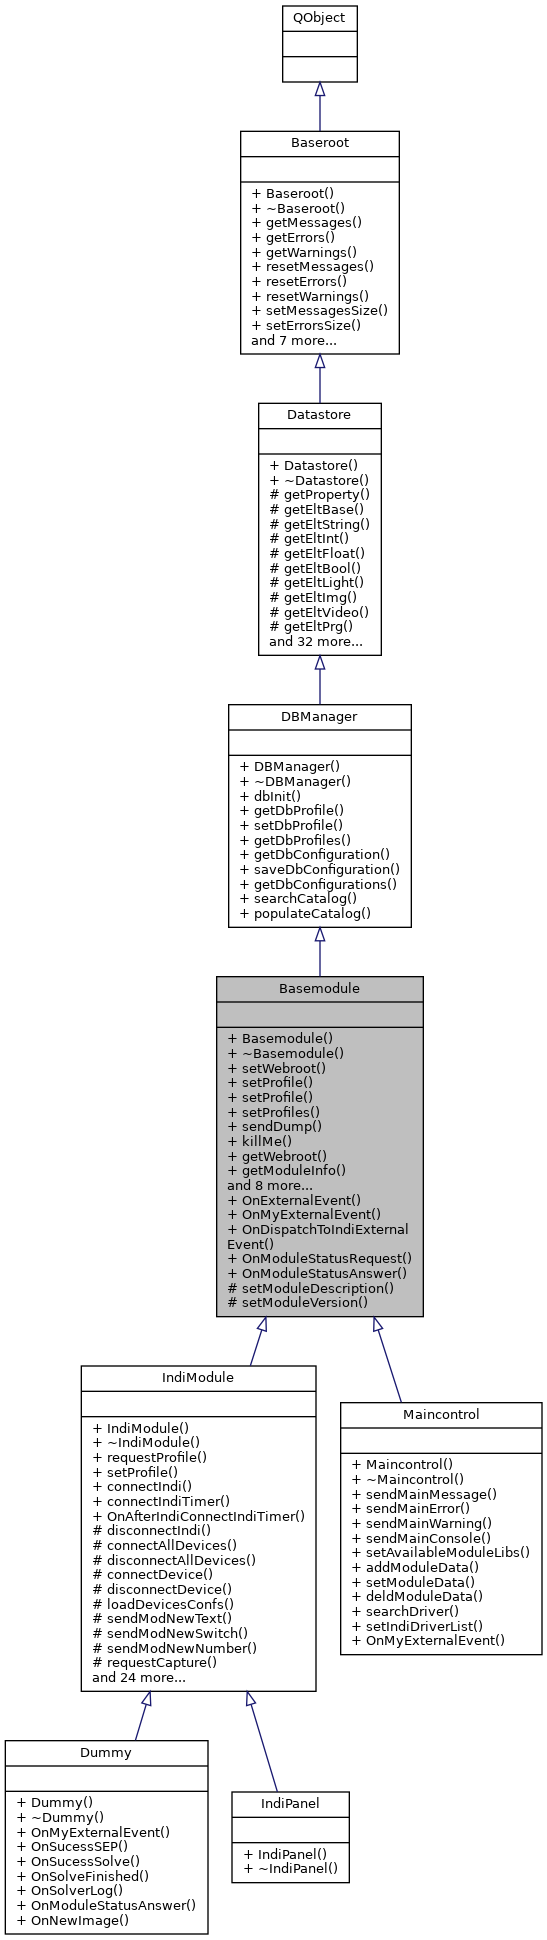 QObject
Baseroot
+ Baseroot()
+ ~Baseroot()
+ getMessages()
+ getErrors()
+ getWarnings()
+ resetMessages()
+ resetErrors()
+ resetWarnings()
+ setMessagesSize()
+ setErrorsSize()
and 7 more...
Datastore
+ Datastore()
+ ~Datastore()
# getProperty()
# getEltBase()
# getEltString()
# getEltInt()
# getEltFloat()
# getEltBool()
# getEltLight()
# getEltImg()
# getEltVideo()
# getEltPrg()
and 32 more...
DBManager
+ DBManager()
+ ~DBManager()
+ dbInit()
+ getDbProfile()
+ setDbProfile()
+ getDbProfiles()
+ getDbConfiguration()
+ saveDbConfiguration()
+ getDbConfigurations()
+ searchCatalog()
+ populateCatalog()
Basemodule
+ Basemodule()
+ ~Basemodule()
+ setWebroot()
+ setProfile()
+ setProfile()
+ setProfiles()
+ sendDump()
+ killMe()
+ getWebroot()
+ getModuleInfo()
and 8 more...
+ OnExternalEvent()
+ OnMyExternalEvent()
+ OnDispatchToIndiExternal
Event()
+ OnModuleStatusRequest()
+ OnModuleStatusAnswer()
# setModuleDescription()
# setModuleVersion()
IndiModule
+ IndiModule()
+ ~IndiModule()
+ requestProfile()
+ setProfile()
+ connectIndi()
+ connectIndiTimer()
+ OnAfterIndiConnectIndiTimer()
# disconnectIndi()
# connectAllDevices()
# disconnectAllDevices()
# connectDevice()
# disconnectDevice()
# loadDevicesConfs()
# sendModNewText()
# sendModNewSwitch()
# sendModNewNumber()
# requestCapture()
and 24 more...
Maincontrol
+ Maincontrol()
+ ~Maincontrol()
+ sendMainMessage()
+ sendMainError()
+ sendMainWarning()
+ sendMainConsole()
+ setAvailableModuleLibs()
+ addModuleData()
+ setModuleData()
+ deldModuleData()
+ searchDriver()
+ setIndiDriverList()
+ OnMyExternalEvent()
Dummy
+ Dummy()
+ ~Dummy()
+ OnMyExternalEvent()
+ OnSucessSEP()
+ OnSucessSolve()
+ OnSolveFinished()
+ OnSolverLog()
+ OnModuleStatusAnswer()
+ OnNewImage()
IndiPanel
+ IndiPanel()
+ ~IndiPanel()